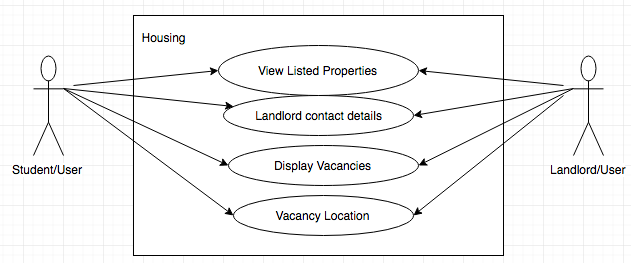 Housing
View Listed Properties
Landlord contact details
Display Vacancies
Vacancy Location
Student/User
Landlord/User